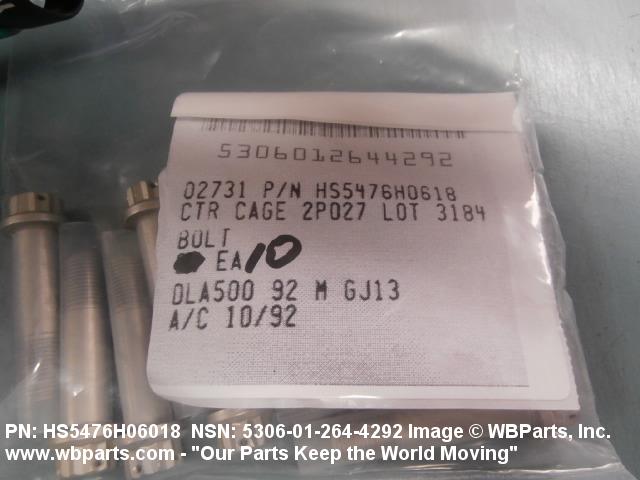 5306012644292
02731 P/N HS5476H0618
CTR CAGE 2P027 LOT 3184
BOLT
EA 10
DLA500 92 M GJ13
A/C 10/92
PN: HS5476H06018 NSN: 5306-01-264-4292 Image © WBParts, Inc.
www.wbparts.com - "Our Parts Keep the World Moving"